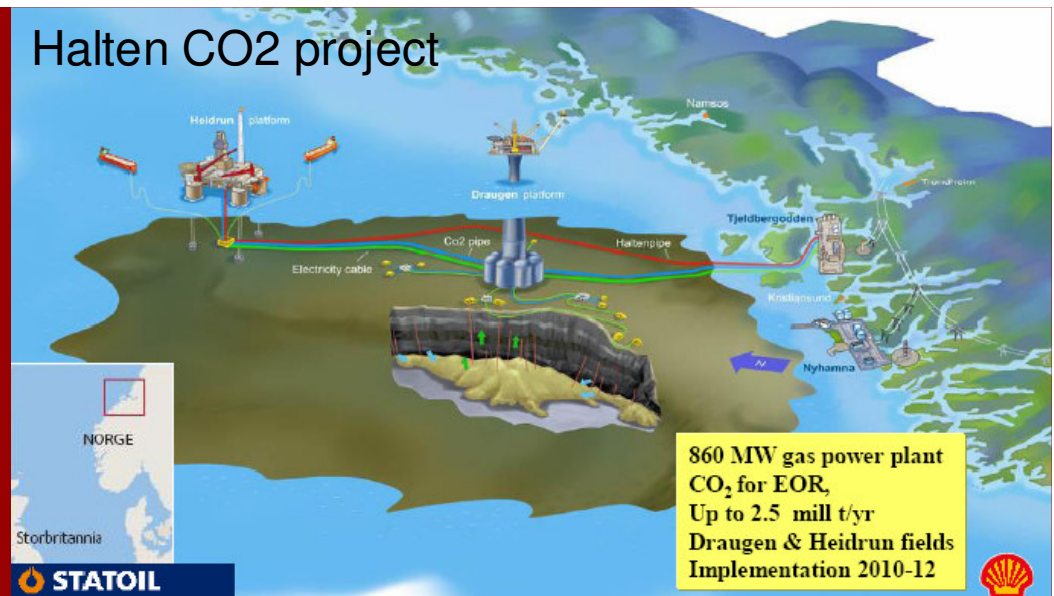 Halten CO2 project
Heidrun platform
Draugen platform
Namsos
Trondheim
Tjeldbergodden
Co2 pipe
Haltenpipe
Electricity cable
Kristiansund
N
Nyhamna
NORGE
Storbritannia
860 MW gas power plant
CO₂ for EOR,
Up to 2.5 mill t/yr
Draugen & Heidrun fields
Implementation 2010-12
STATOIL